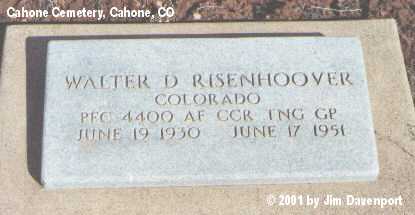 Cahone Cemetery, Cahone, CO
WALTER D RISENHOOVER
COLORADO
PFC 4400 AF CCR TNG GP
JUNE 19 1930 JUNE 17 1951
© 2001 by Jim Davenport